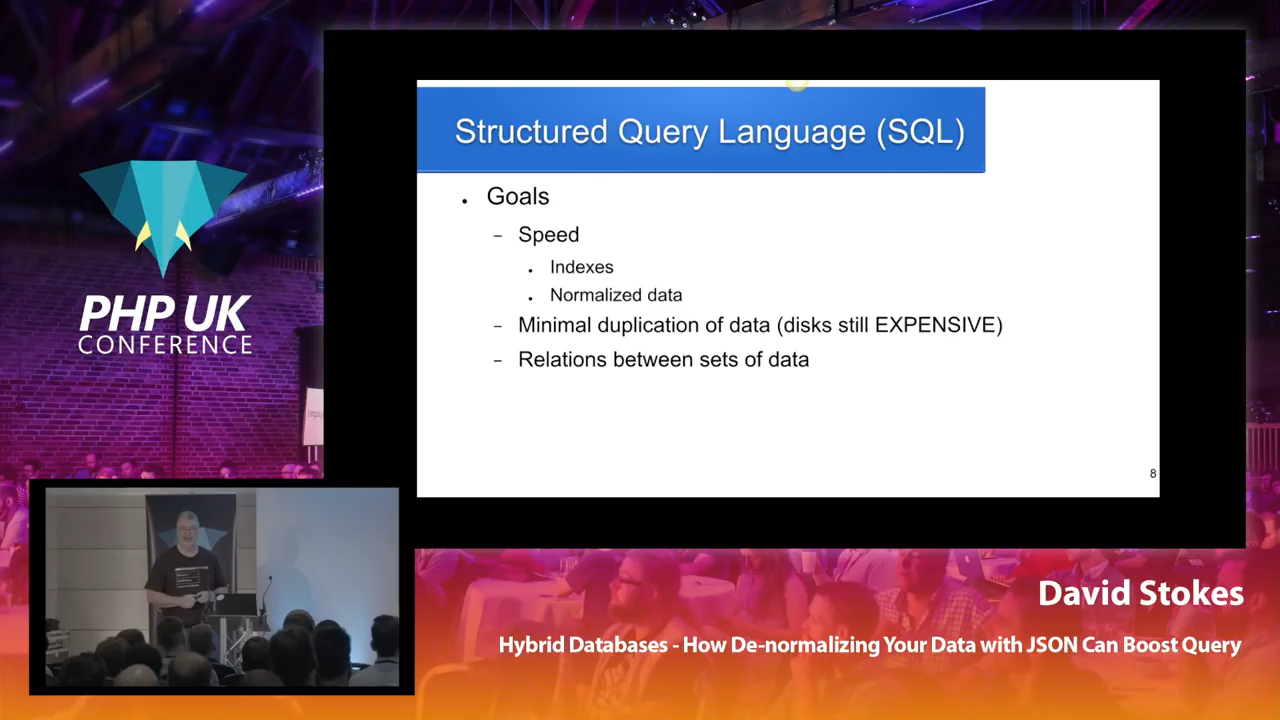 Structured Query Language (SQL)
• Goals
– Speed
• Indexes
• Normalized data
– Minimal duplication of data (disks still EXPENSIVE)
– Relations between sets of data
8
PHP UK
CONFERENCE
David Stokes
Hybrid Databases - How De-normalizing Your Data with JSON Can Boost Query